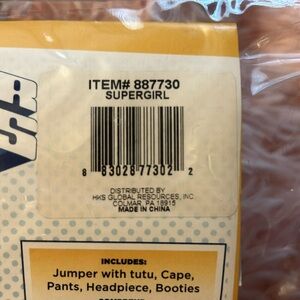 ITEM# 887730
SUPERGIRL
8 83028 77302 2
DISTRIBUTED BY
HKS GLOBAL RESOURCES, INC.
COLMAR, PA 18915
MADE IN CHINA
INCLUDES:
Jumper with tutu, Cape,
Pants, Headpiece, Booties